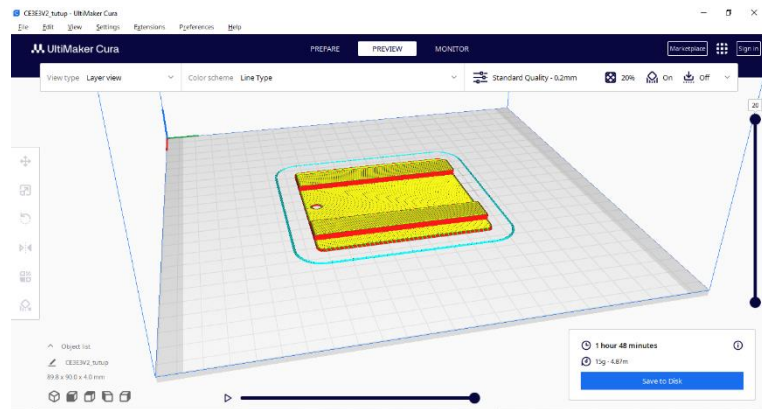 CE3E3V2_tutup - UltiMaker Cura
File Edit View Settings Extensions Preferences Help
UltiMaker Cura PREPARE PREVIEW MONITOR Marketplace Sign in
View type Layer view Color scheme Line Type Standard Quality - 0.2mm 20% On Off
20
Object list
CE3E3V2_tutup
89.8 x 90.0 x 4.0 mm
1 hour 48 minutes
15g · 4.87m
Save to Disk